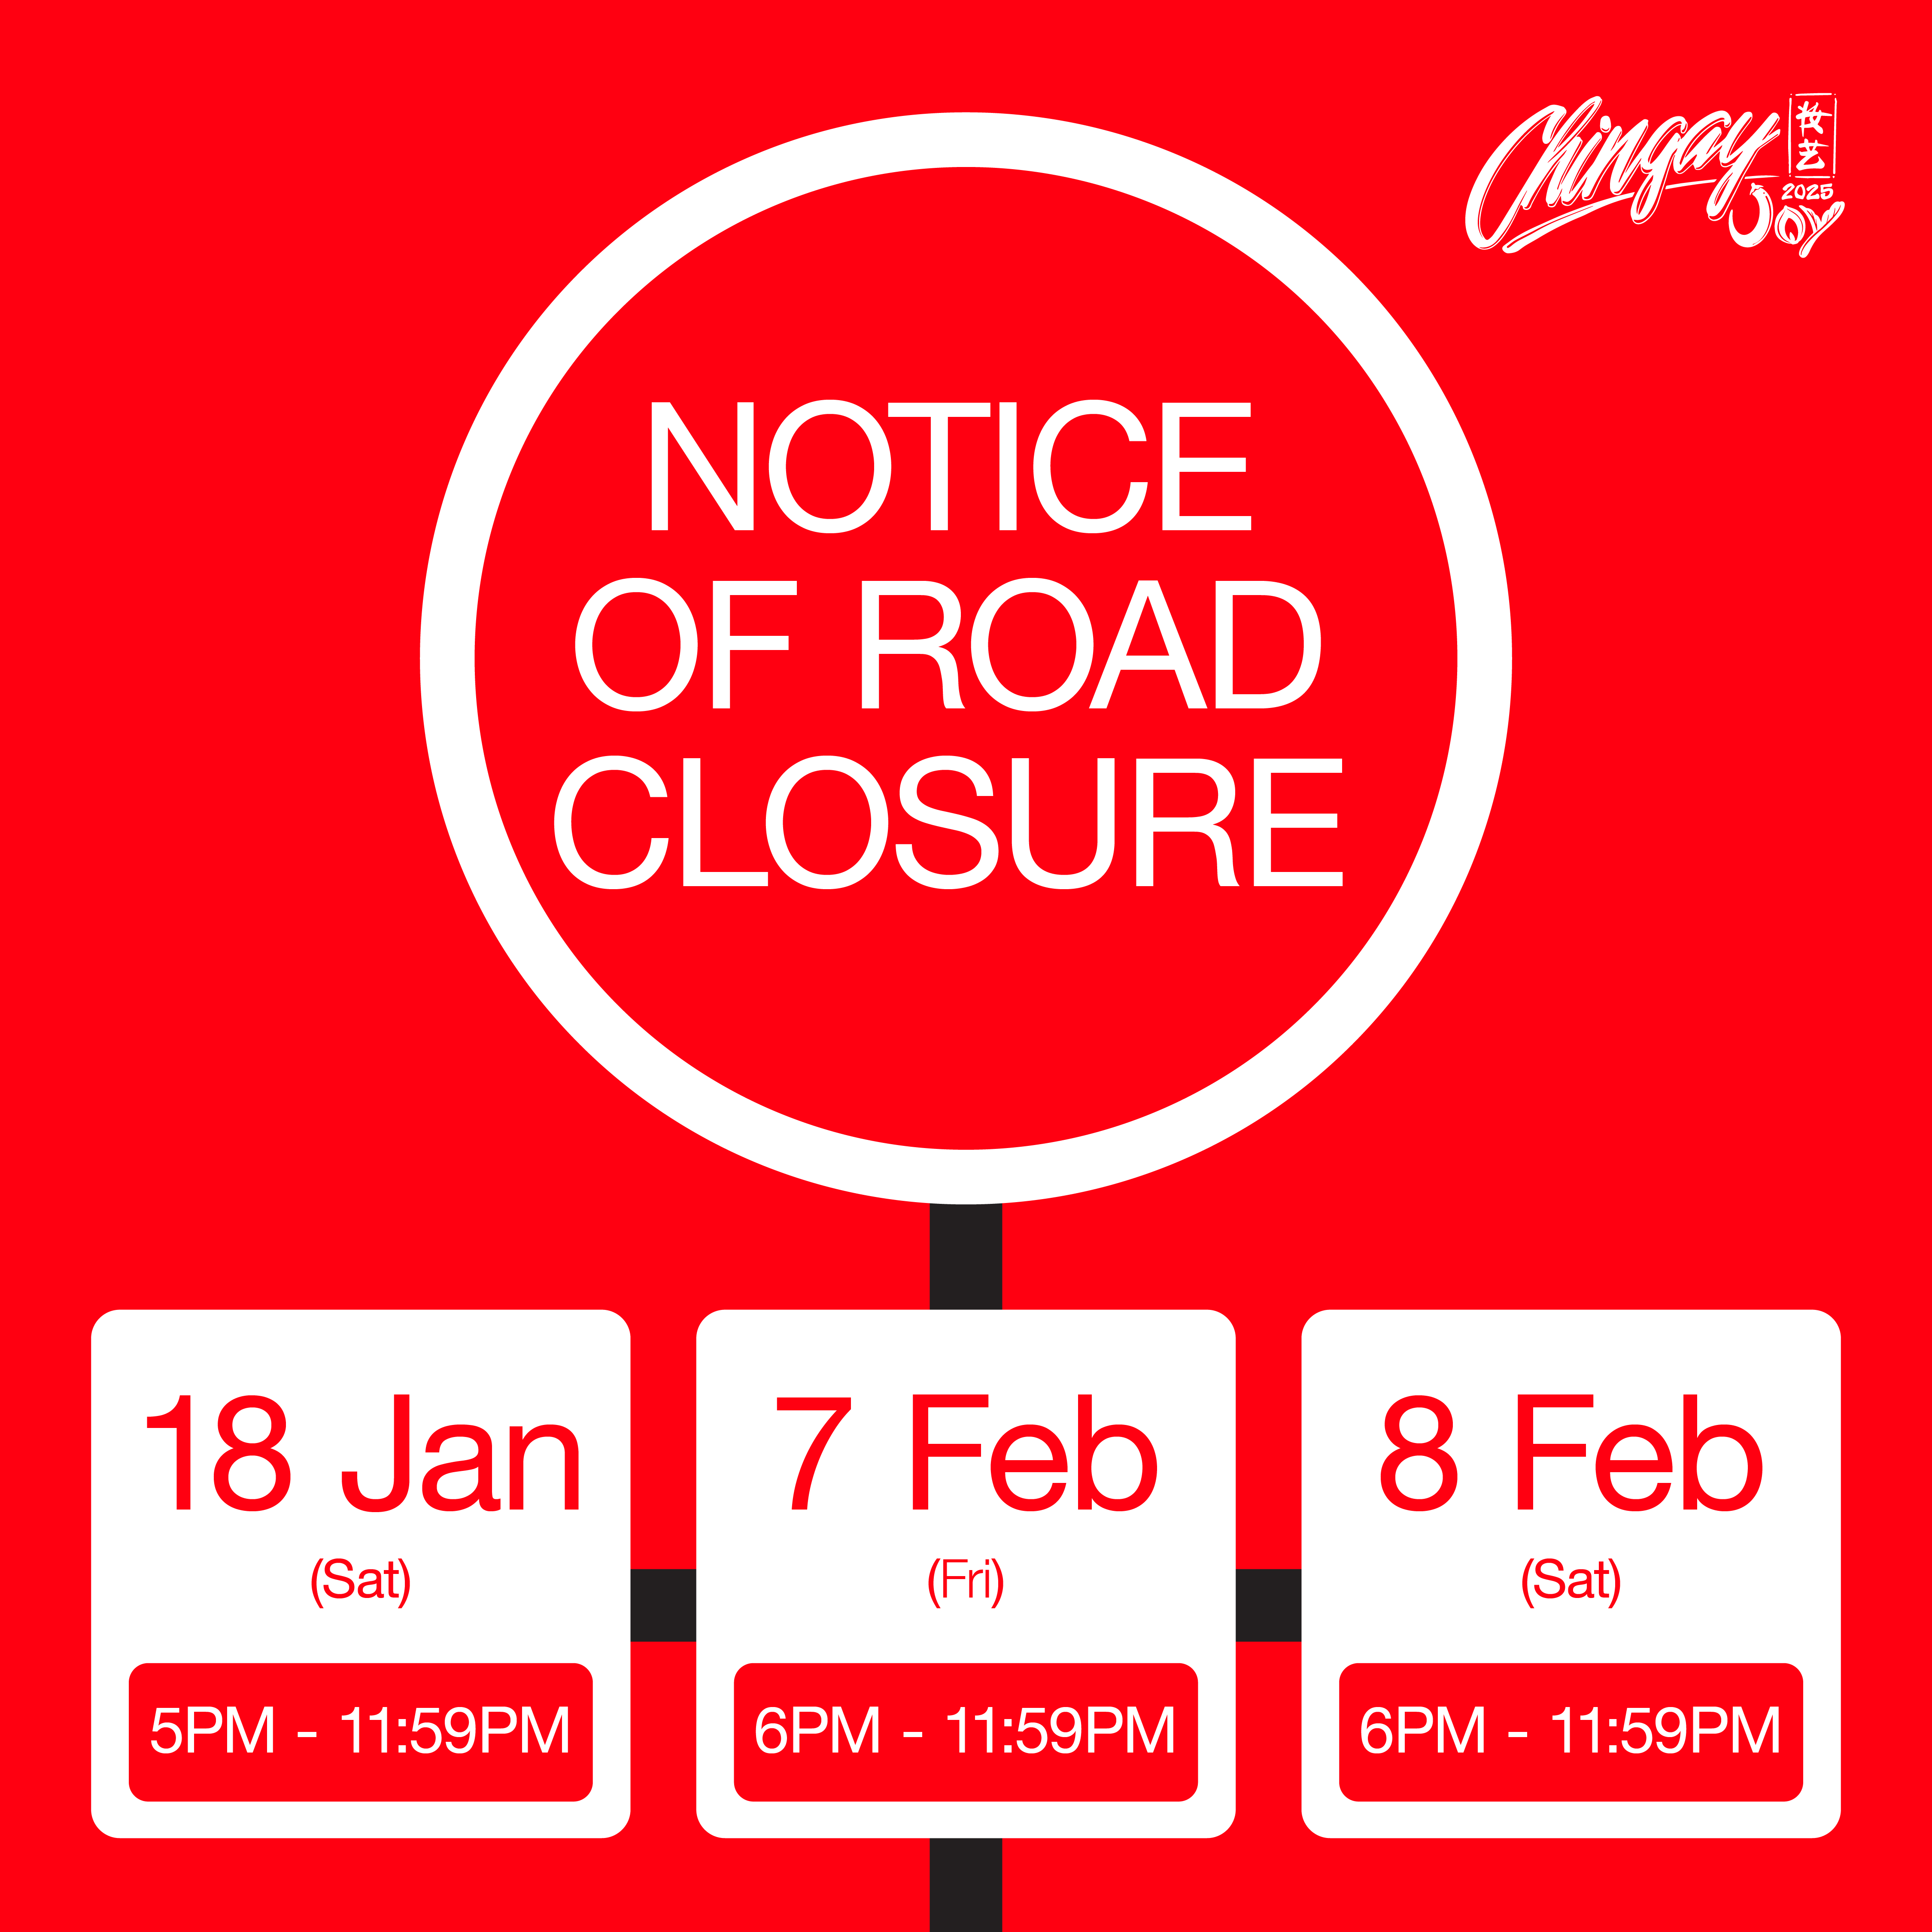 Chingay
妆艺
2025
NOTICE
OF ROAD
CLOSURE
18 Jan
(Sat)
5PM - 11:59PM
7 Feb
(Fri)
6PM - 11:59PM
8 Feb
(Sat)
6PM - 11:59PM